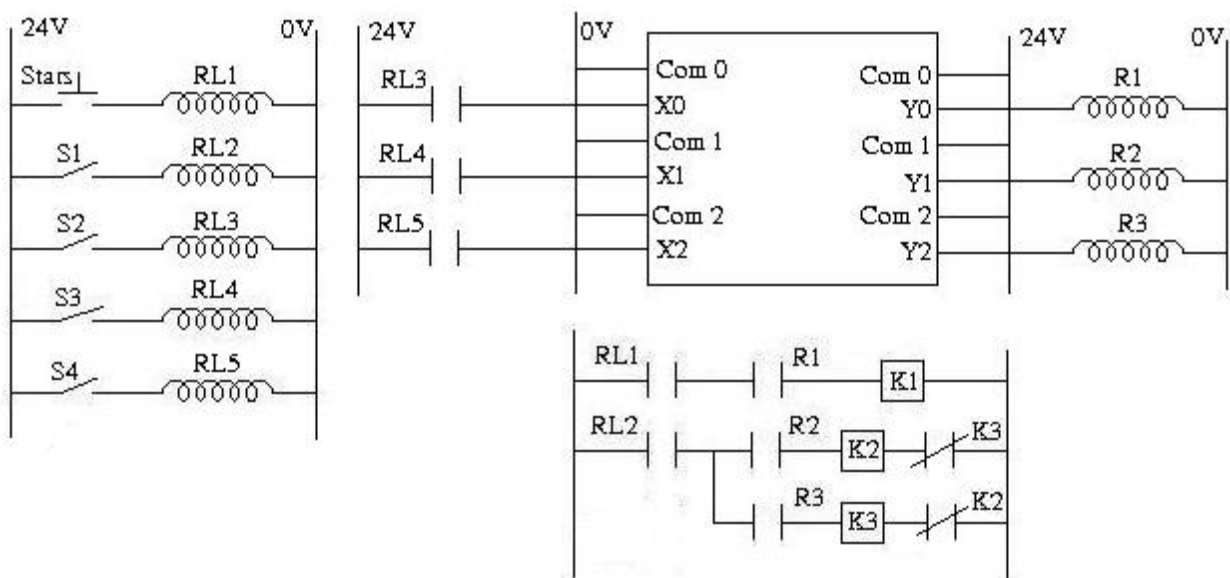 24V
0V
Stars
RL1
S1
RL2
S2
RL3
S3
RL4
S4
RL5
24V
RL3
RL4
RL5
0V
Com 0
X0
Com 1
X1
Com 2
X2
Com 0
Y0
Com 1
Y1
Com 2
Y2
24V
0V
R1
R2
R3
RL1
R1
K1
RL2
R2
K2
K3
R3
K3
K2